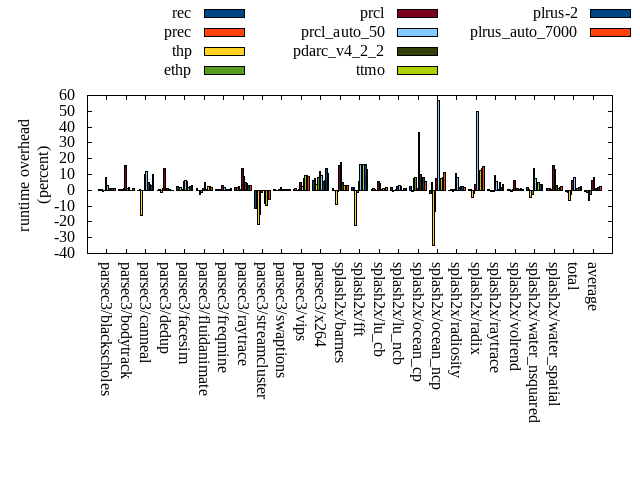 rec
prec
thp
ethp
prcl
prcl_auto_50
pdarc_v4_2_2
ttmo
plrus-2
plrus_auto_7000
runtime overhead
(percent)
60
50
40
30
20
10
0
-10
-20
-30
-40
parsec3/blackscholes
parsec3/bodytrack
parsec3/canneal
parsec3/dedup
parsec3/facesim
parsec3/fluidanimate
parsec3/freqmine
parsec3/raytrace
parsec3/streamcluster
parsec3/swaptions
parsec3/vips
parsec3/x264
splash2x/barnes
splash2x/fft
splash2x/lu_cb
splash2x/lu_ncb
splash2x/ocean_cp
splash2x/ocean_ncp
splash2x/radiosity
splash2x/radix
splash2x/raytrace
splash2x/volrend
splash2x/water_nsquared
splash2x/water_spatial
total
average